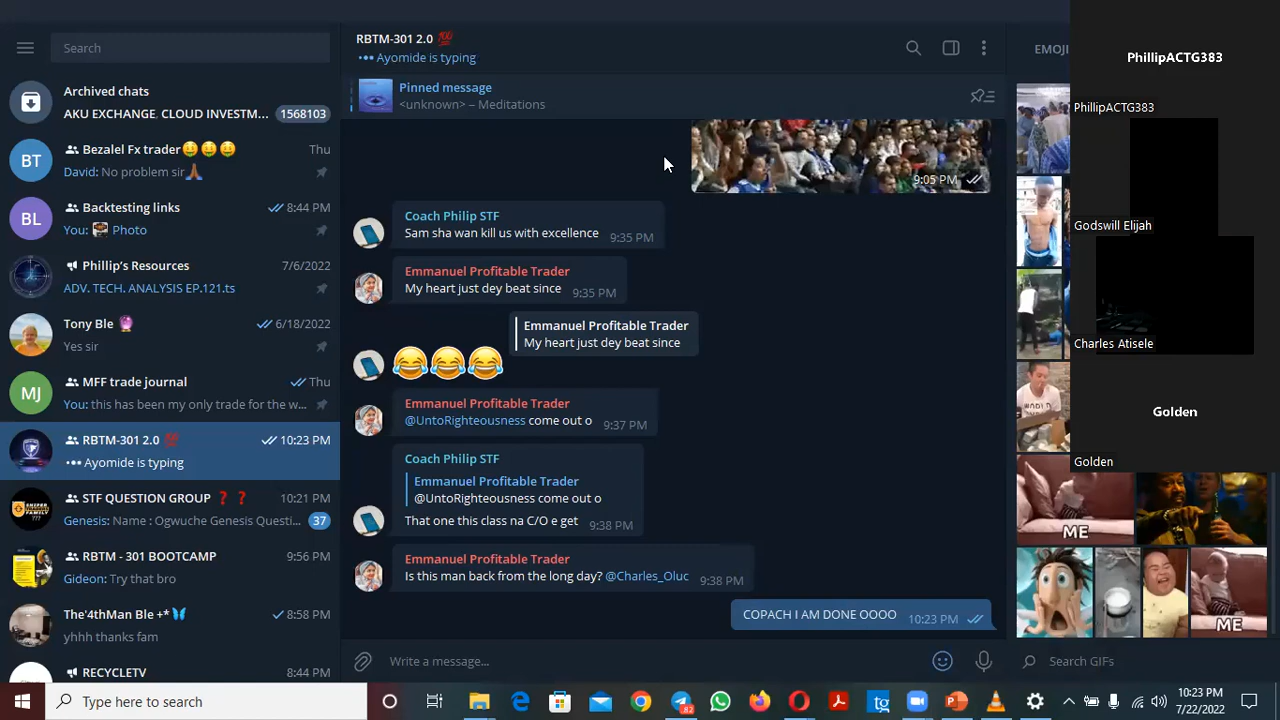 Search
Archived chats
AKU EXCHANGE. CLOUD INVESTM...
1568103
BT
Bezalel Fx trader🤑🤑🤑
Thu
David: No problem sir🙏🏾
BL
Backtesting links
8:44 PM
You: Photo
Phillip's Resources
7/6/2022
ADV. TECH. ANALYSIS EP.121.ts
Tony Ble 🔮
6/18/2022
Yes sir
MJ
MFF trade journal
Thu
You: this has been my only trade for the w...
RBTM-301 2.0 💯
10:23 PM
Ayomide is typing
STF QUESTION GROUP ❓ ❓
10:21 PM
Genesis: Name : Ogwuche Genesis Questi...
37
RBTM - 301 BOOTCAMP
9:56 PM
Gideon: Try that bro
The'4thMan Ble +*🦋
8:58 PM
yhhh thanks fam
RECYCLETV
8:44 PM
RBTM-301 2.0 💯
Ayomide is typing
Pinned message
<unknown> – Meditations
9:05 PM
Coach Philip STF
Sam sha wan kill us with excellence
9:35 PM
Emmanuel Profitable Trader
My heart just dey beat since
9:35 PM
Emmanuel Profitable Trader
My heart just dey beat since
😂😂😂
Emmanuel Profitable Trader
@UntoRighteousness come out o
9:37 PM
Coach Philip STF
Emmanuel Profitable Trader
@UntoRighteousness come out o
That one this class na C/O e get
9:38 PM
Emmanuel Profitable Trader
Is this man back from the long day? @Charles_Oluc
9:38 PM
COPACH I AM DONE OOOO
10:23 PM
Write a message...
EMOJI
PhillipACTG383
PhillipACTG383
Godswill Elijah
Charles Atisele
Golden
Golden
ME
ME
Search GIFs
Type here to search
82
10:23 PM
7/22/2022